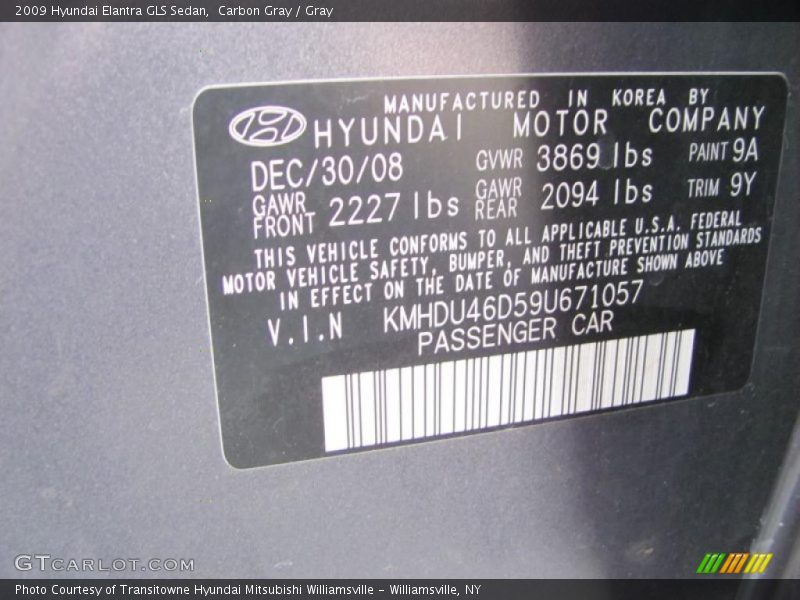 2009 Hyundai Elantra GLS Sedan,  Carbon Gray / Gray
MANUFACTURED IN KOREA BY
HYUNDAI MOTOR COMPANY
DEC/30/08 GVWR 3869 lbs PAINT 9A
GAWR FRONT 2227 lbs GAWR REAR 2094 lbs TRIM 9Y
THIS VEHICLE CONFORMS TO ALL APPLICABLE U.S.A. FEDERAL
MOTOR VEHICLE SAFETY, BUMPER, AND THEFT PREVENTION STANDARDS
IN EFFECT ON THE DATE OF MANUFACTURE SHOWN ABOVE
V.I.N KMHDU46D59U671057
PASSENGER CAR
GTCARLOT.COM
Photo Courtesy of Transitowne Hyundai Mitsubishi Williamsville – Williamsville, NY